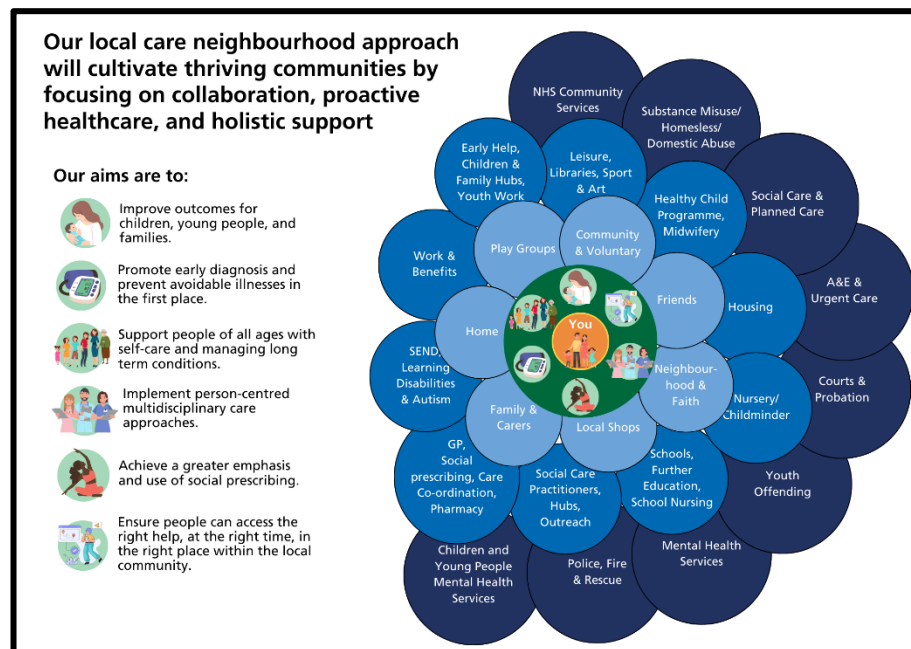 Our local care neighbourhood approach
will cultivate thriving communities by
focusing on collaboration, proactive
healthcare, and holistic support
Our aims are to:
Improve outcomes for
children, young people, and
families.
Promote early diagnosis and
prevent avoidable illnesses in
the first place.
Support people of all ages with
self-care and managing long
term conditions.
Implement person-centred
multidisciplinary care
approaches.
Achieve a greater emphasis
and use of social prescribing.
Ensure people can access the
right help, at the right time, in
the right place within the local
community.
NHS Community
Services
Substance Misuse/
Homesless/
Domestic Abuse
Early Help,
Children &
Family Hubs,
Youth Work
Leisure,
Libraries, Sport
& Art
Healthy Child
Programme,
Midwifery
Social Care &
Planned Care
Work &
Benefits
Play Groups
Community
& Voluntary
Friends
Housing
A&E &
Urgent Care
Home
You
SEND,
Learning
Disabilities
& Autism
Neighbour-
hood &
Faith
Nursery/
Childminder
Courts &
Probation
Family &
Carers
Local Shops
GP,
Social
prescribing, Care
Co-ordination,
Pharmacy
Social Care
Practitioners,
Hubs,
Outreach
Schools,
Further
Education,
School Nursing
Youth
Offending
Children and
Young People
Mental Health
Services
Police, Fire
& Rescue
Mental Health
Services